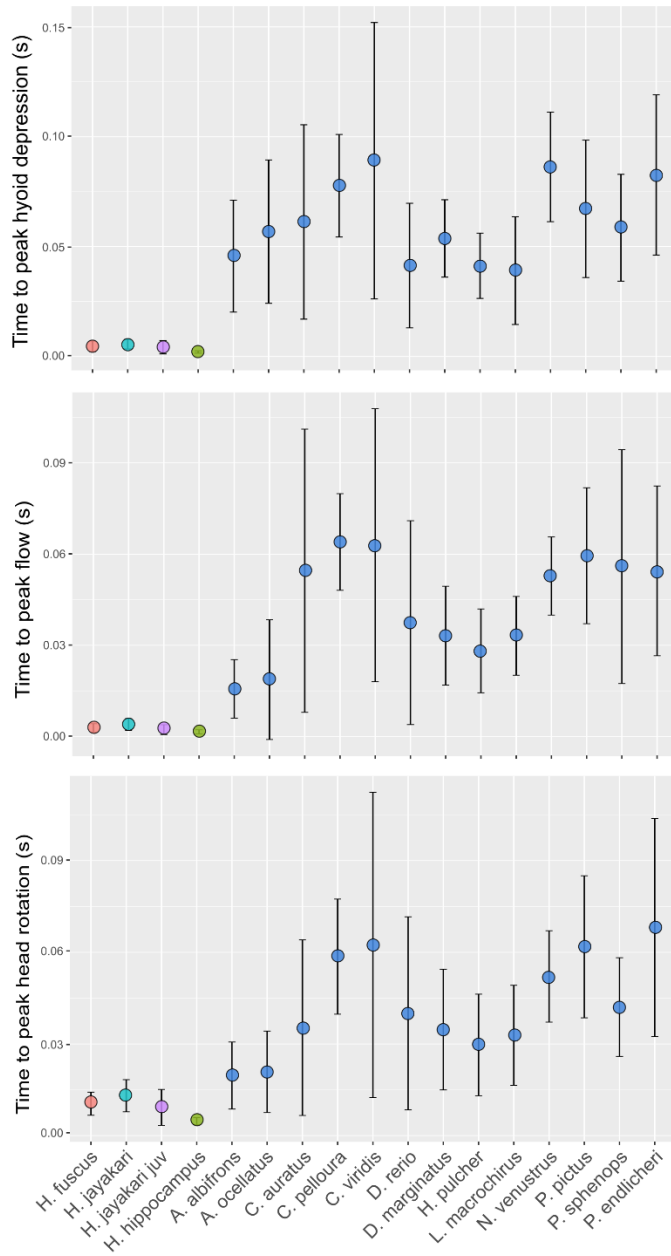 Time to peak hyoid depression (s)
0.15
0.10
0.05
0.00
Time to peak flow (s)
0.09
0.06
0.03
0.00
Time to peak head rotation (s)
0.09
0.06
0.03
0.00
H. fuscus
H. jayakari
H. jayakari juv
H. hippocampus
A. albifrons
A. ocellatus
C. auratus
C. pelloura
C. viridis
D. rerio
D. marginatus
H. pulcher
L. macrochirus
N. venustrus
P. pictus
P. sphenops
P. endlicheri